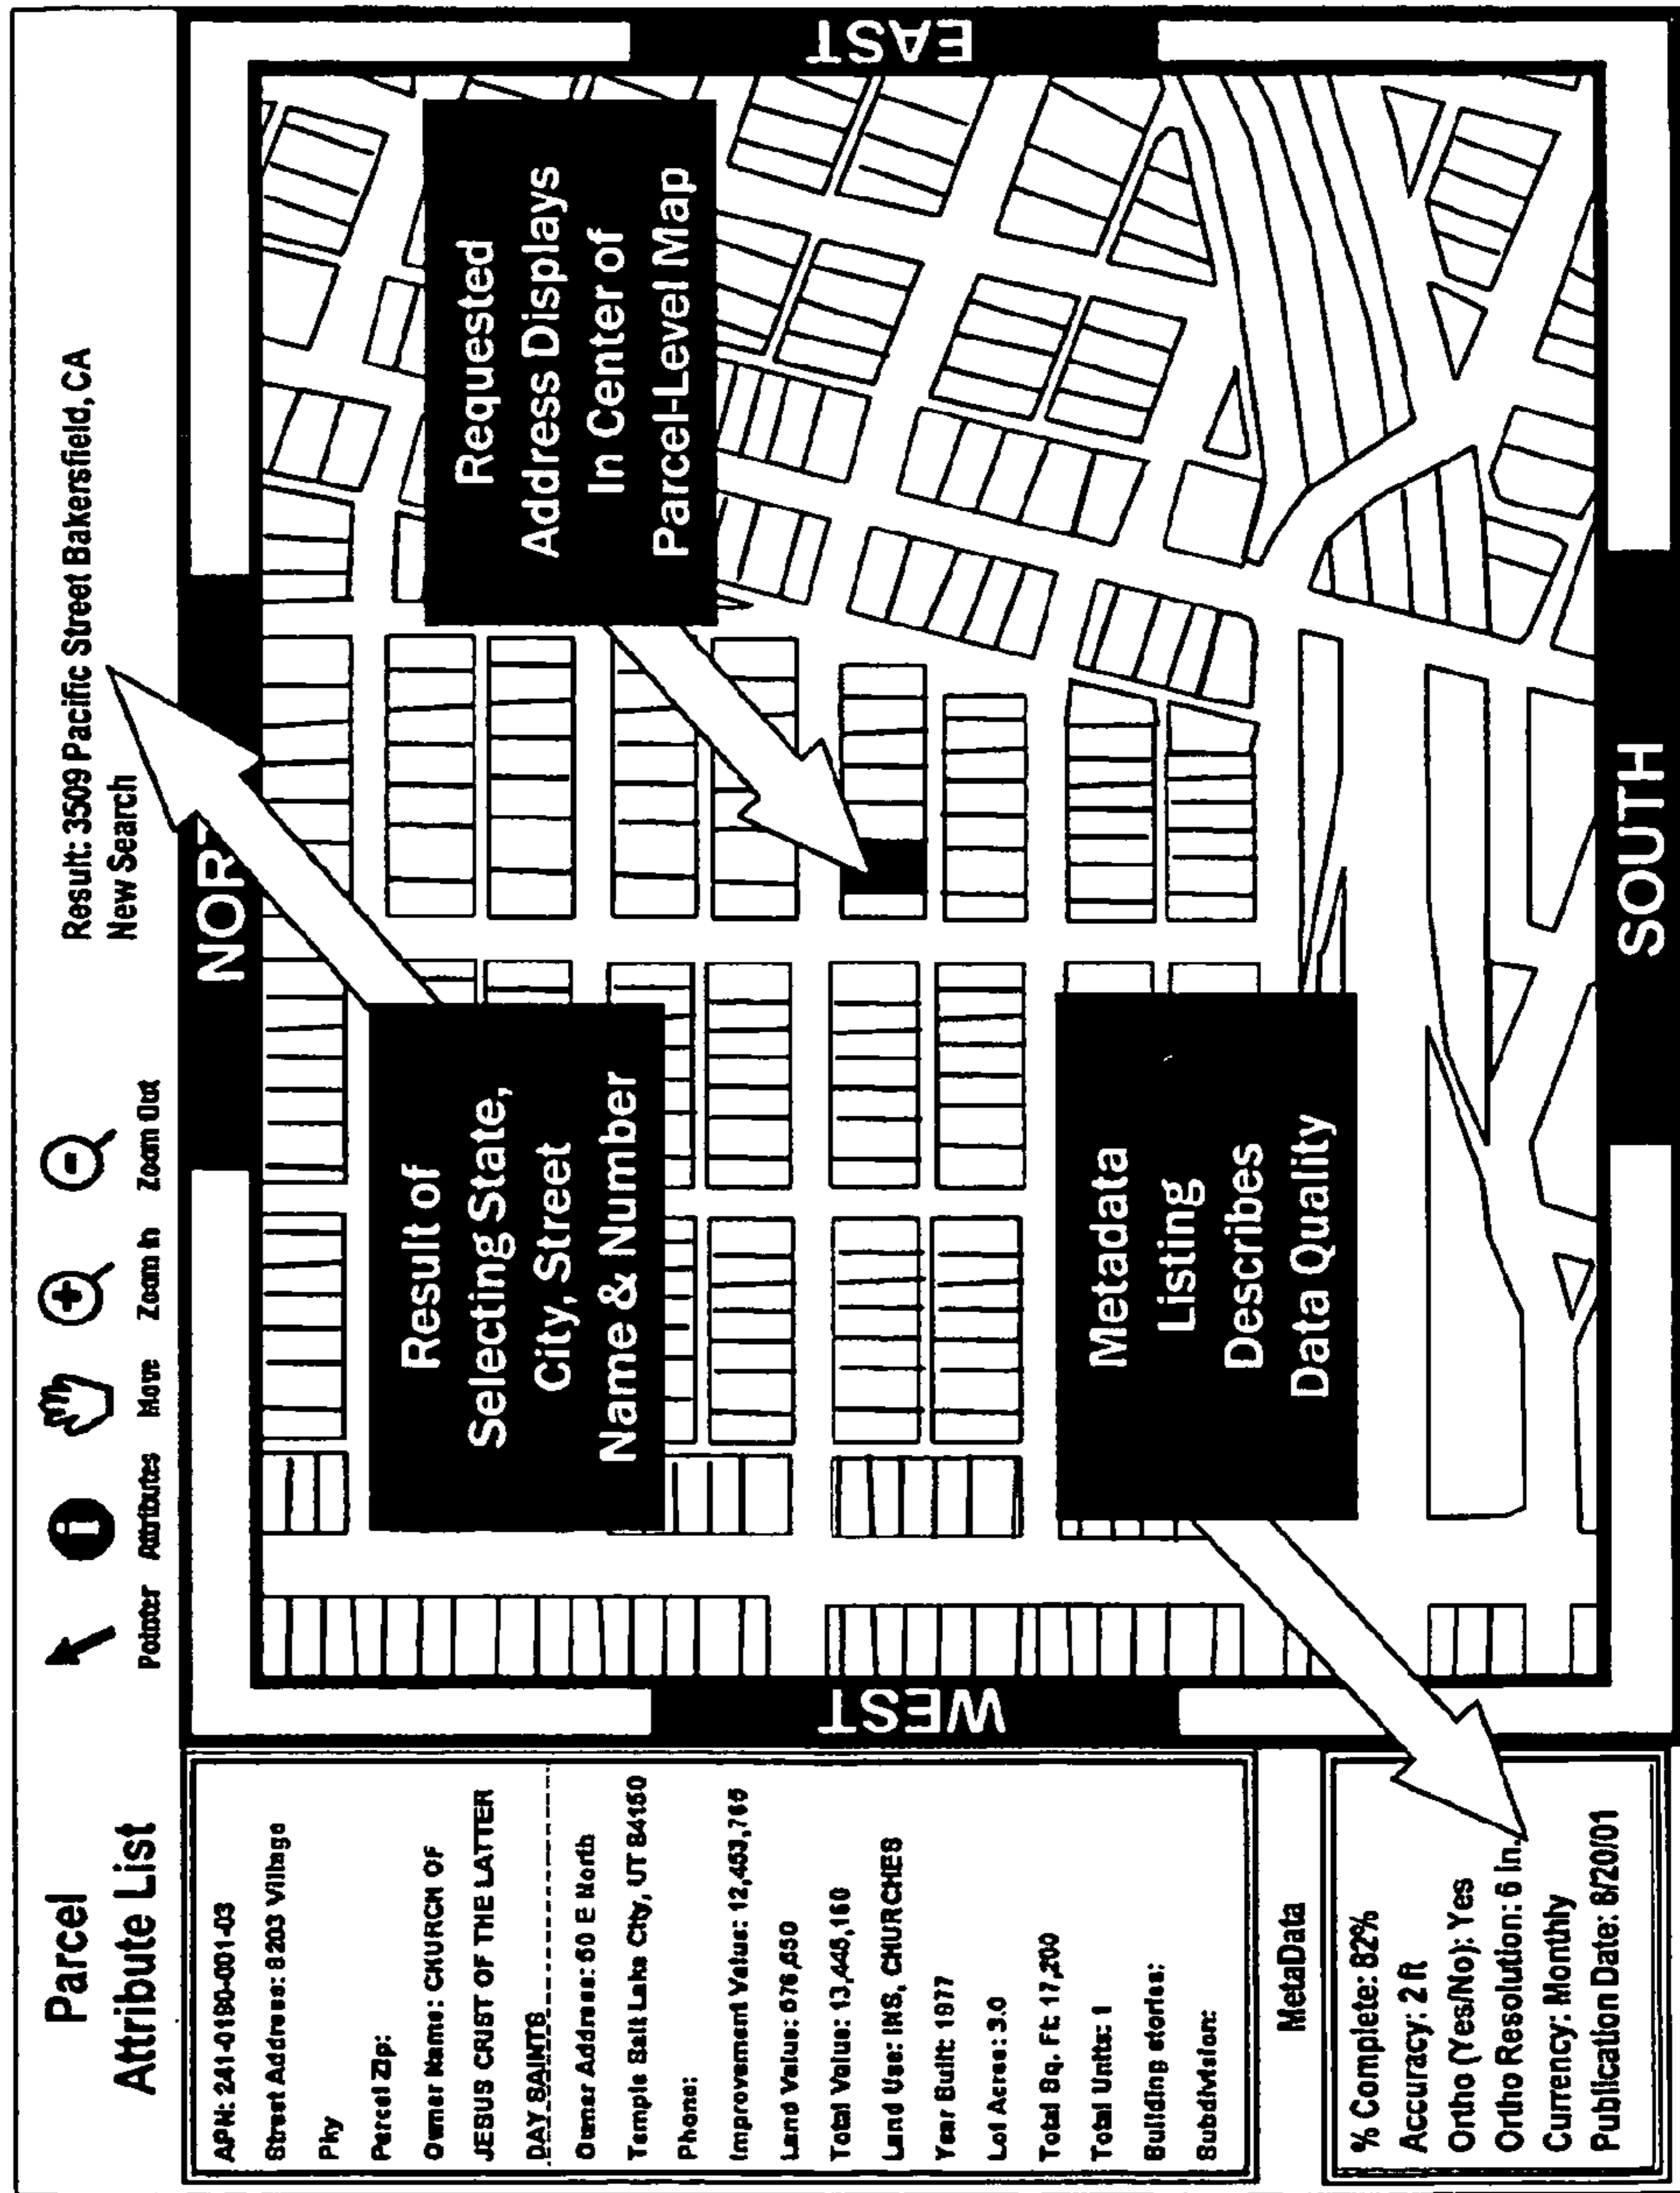 Parcel
Attribute List
Pointer
Attributes
Move
Zoom In
Zoom Out
Result: 3509 Pacific Street Bakersfield, CA
New Search
APN: 241-0180-001-03
Street Address: 8203 Village
Pky
Parcel Zip:
Owner Name: CKURCH OF
JESUS CRIST OF THE LATTER
DAY SAINTS
Owner Address: 50 E North
Temple Salt Lake City, UT 84150
Phone:
Improvement Value: 12,453,765
Land Value: 676,650
Total Value: 13,445,160
Land Use: INS, CHURCHES
Year Built: 1977
Lot Acres: 3.0
Total Sq. Ft: 17,200
Total Units: 1
Building stories:
Subdivision:
MetaData
% Complete: 82%
Accuracy: 2 ft
Ortho (Yes/No): Yes
Ortho Resolution: 6 in.
Currency: Monthly
Publication Date: 8/20/01
NORT
WEST
EAST
SOUTH
Result of
Selecting State,
City, Street
Name & Number
Requested
Address Displays
In Center of
Parcel-Level Map
Metadata
Listing
Describes
Data Quality